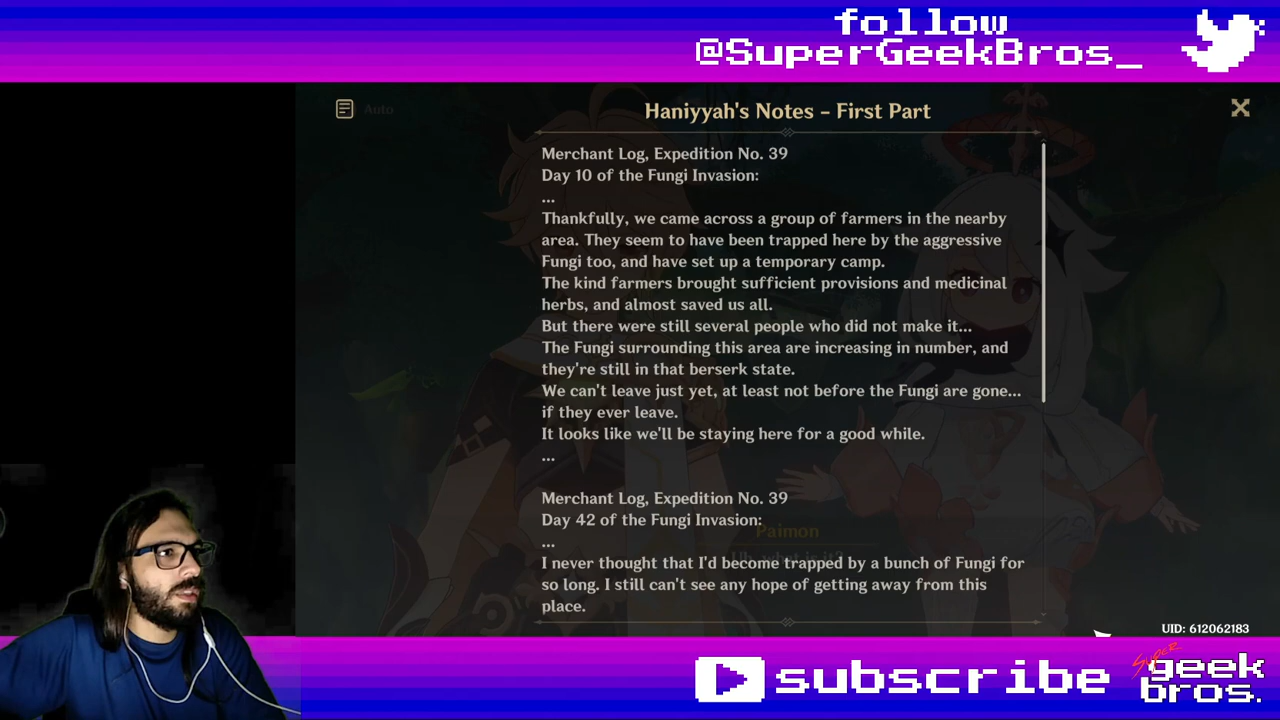 follow
@SuperGeekBros_
Auto
Haniyyah's Notes – First Part
Merchant Log, Expedition No. 39
Day 10 of the Fungi Invasion:
...
Thankfully, we came across a group of farmers in the nearby
area. They seem to have been trapped here by the aggressive
Fungi too, and have set up a temporary camp.
The kind farmers brought sufficient provisions and medicinal
herbs, and almost saved us all.
But there were still several people who did not make it...
The Fungi surrounding this area are increasing in number, and
they're still in that berserk state.
We can't leave just yet, at least not before the Fungi are gone...
if they ever leave.
It looks like we'll be staying here for a good while.
...
Merchant Log, Expedition No. 39
Day 42 of the Fungi Invasion:
Paimon
...
Uh, what is it?
I never thought that I'd become trapped by a bunch of Fungi for
so long. I still can't see any hope of getting away from this
place.
UID: 612062183
subscribe
SUPER
geek
bros.